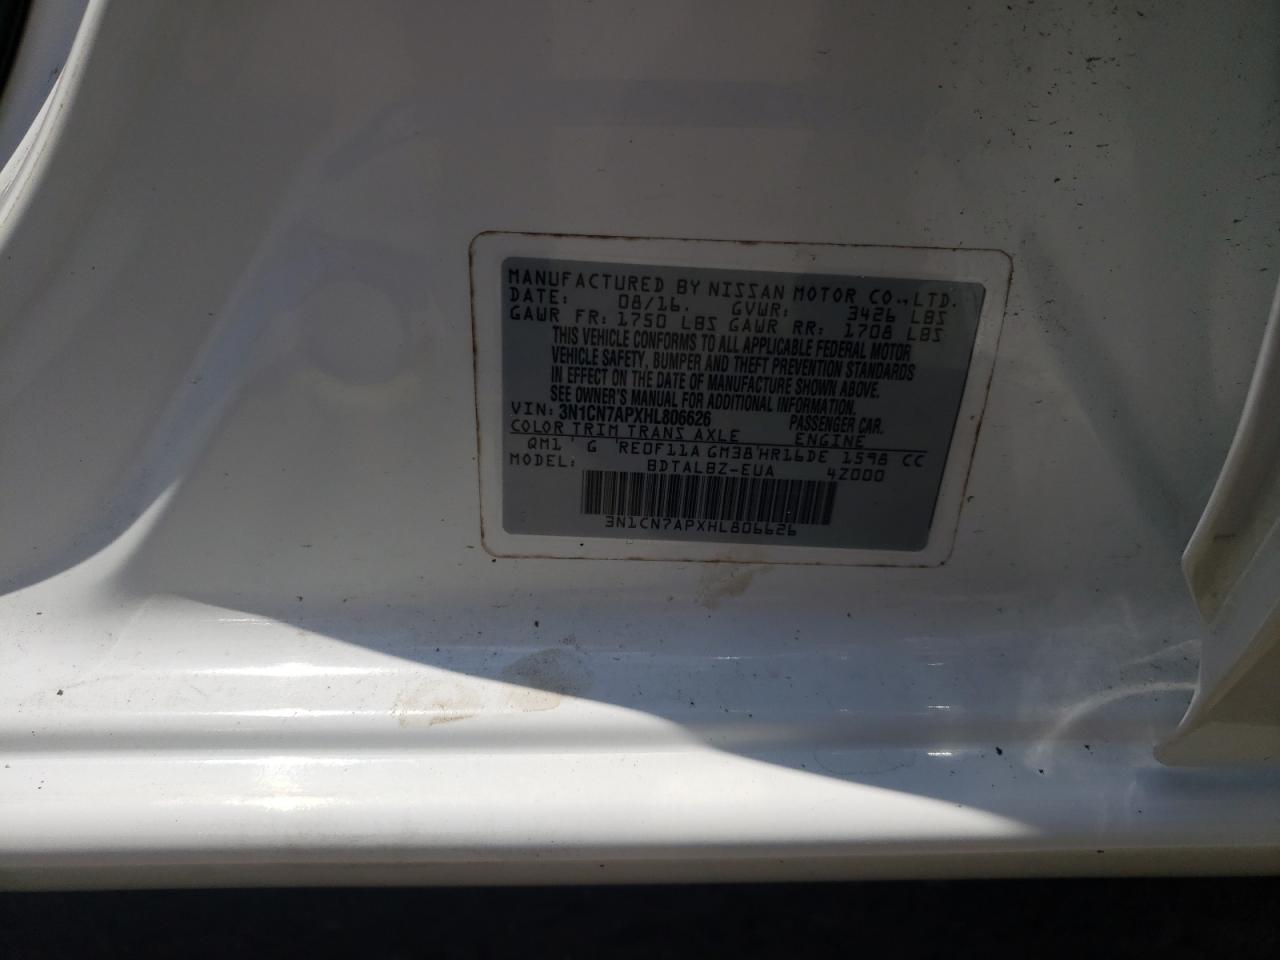 MANUFACTURED BY NISSAN MOTOR CO., LTD.
DATE: 08/16. GVWR: 3426 LBS
GAWR FR: 1750 LBS GAWR RR: 1708 LBS
THIS VEHICLE CONFORMS TO ALL APPLICABLE FEDERAL MOTOR
VEHICLE SAFETY, BUMPER AND THEFT PREVENTION STANDARDS
IN EFFECT ON THE DATE OF MANUFACTURE SHOWN ABOVE.
SEE OWNER'S MANUAL FOR ADDITIONAL INFORMATION.
VIN: 3N1CN7APXHL806626 PASSENGER CAR.
COLOR TRIM TRANS AXLE ENGINE
QM1 ' G 'RE0F11A GM38'HR16DE 1598 CC
MODEL: BDTALBZ-EUA 4Z000
3N1CN7APXHL806626